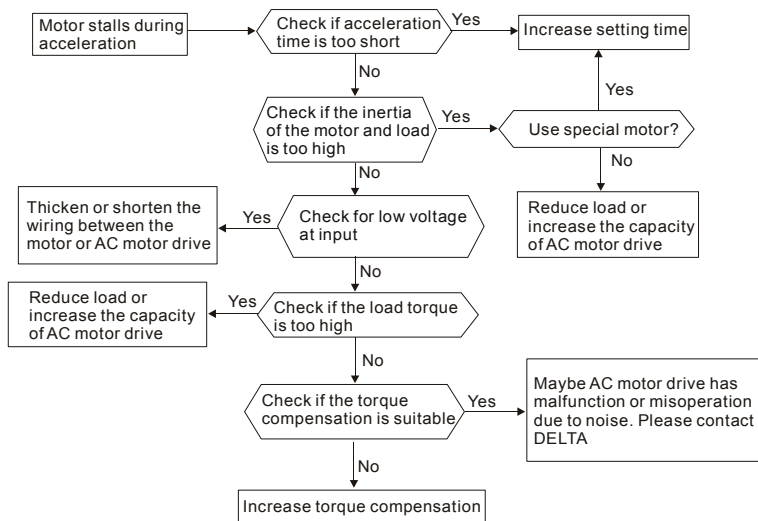 Motor stalls during
acceleration
Check if acceleration
time is too short
Yes
Increase setting time
No
Yes
Check if the inertia
of the motor and load
is too high
Yes
Use special motor?
No
No
Thicken or shorten the
wiring between the
motor or AC motor drive
Yes
Check for low voltage
at input
Reduce load or
increase the capacity
of AC motor drive
No
Reduce load or
increase the capacity
of AC motor drive
Yes
Check if the load torque
is too high
No
Check if the torque
compensation is suitable
Yes
Maybe AC motor drive has
malfunction or misoperation
due to noise. Please contact
DELTA
No
Increase torque compensation